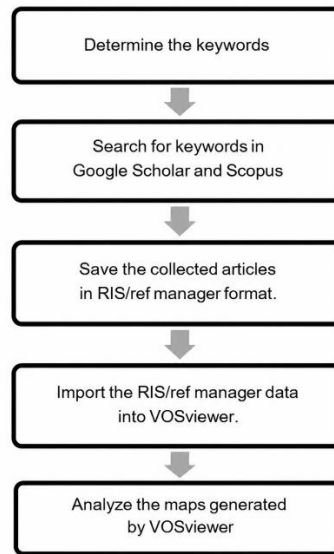 Determine the keywords
Search for keywords in
Google Scholar and Scopus
Save the collected articles
in RIS/ref manager format.
Import the RIS/ref manager data
into VOSviewer.
Analyze the maps generated
by VOSviewer